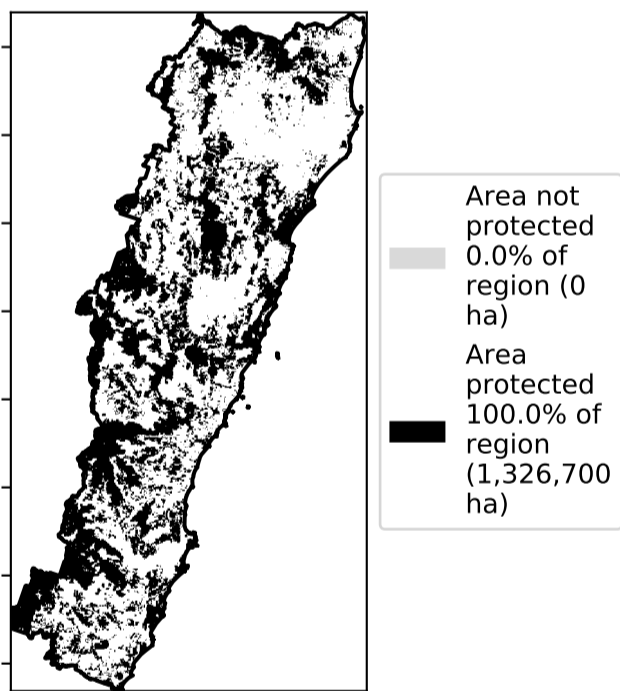 Area not
protected
0.0% of
region (0
ha)
Area
protected
100.0% of
region
(1,326,700
ha)